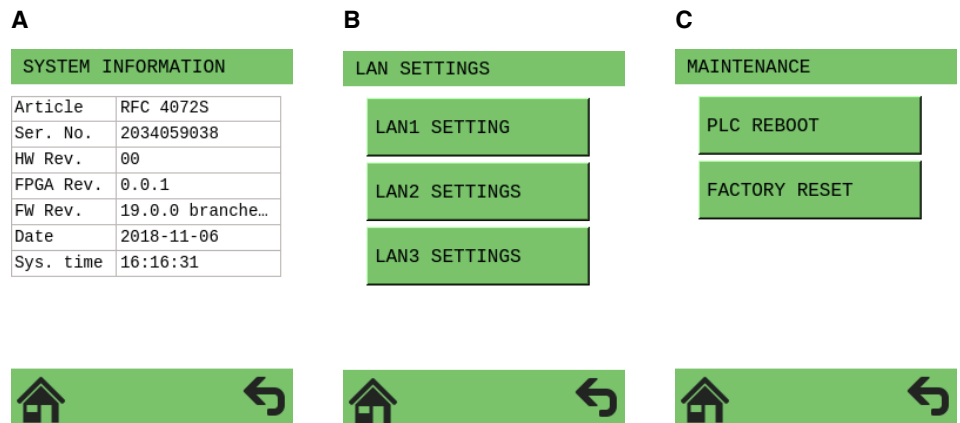 A
SYSTEM INFORMATION
Article RFC 4072S
Ser. No. 2034059038
HW Rev. 00
FPGA Rev. 0.0.1
FW Rev. 19.0.0 branche…
Date 2018-11-06
Sys. time 16:16:31
B
LAN SETTINGS
LAN1 SETTING
LAN2 SETTINGS
LAN3 SETTINGS
C
MAINTENANCE
PLC REBOOT
FACTORY RESET